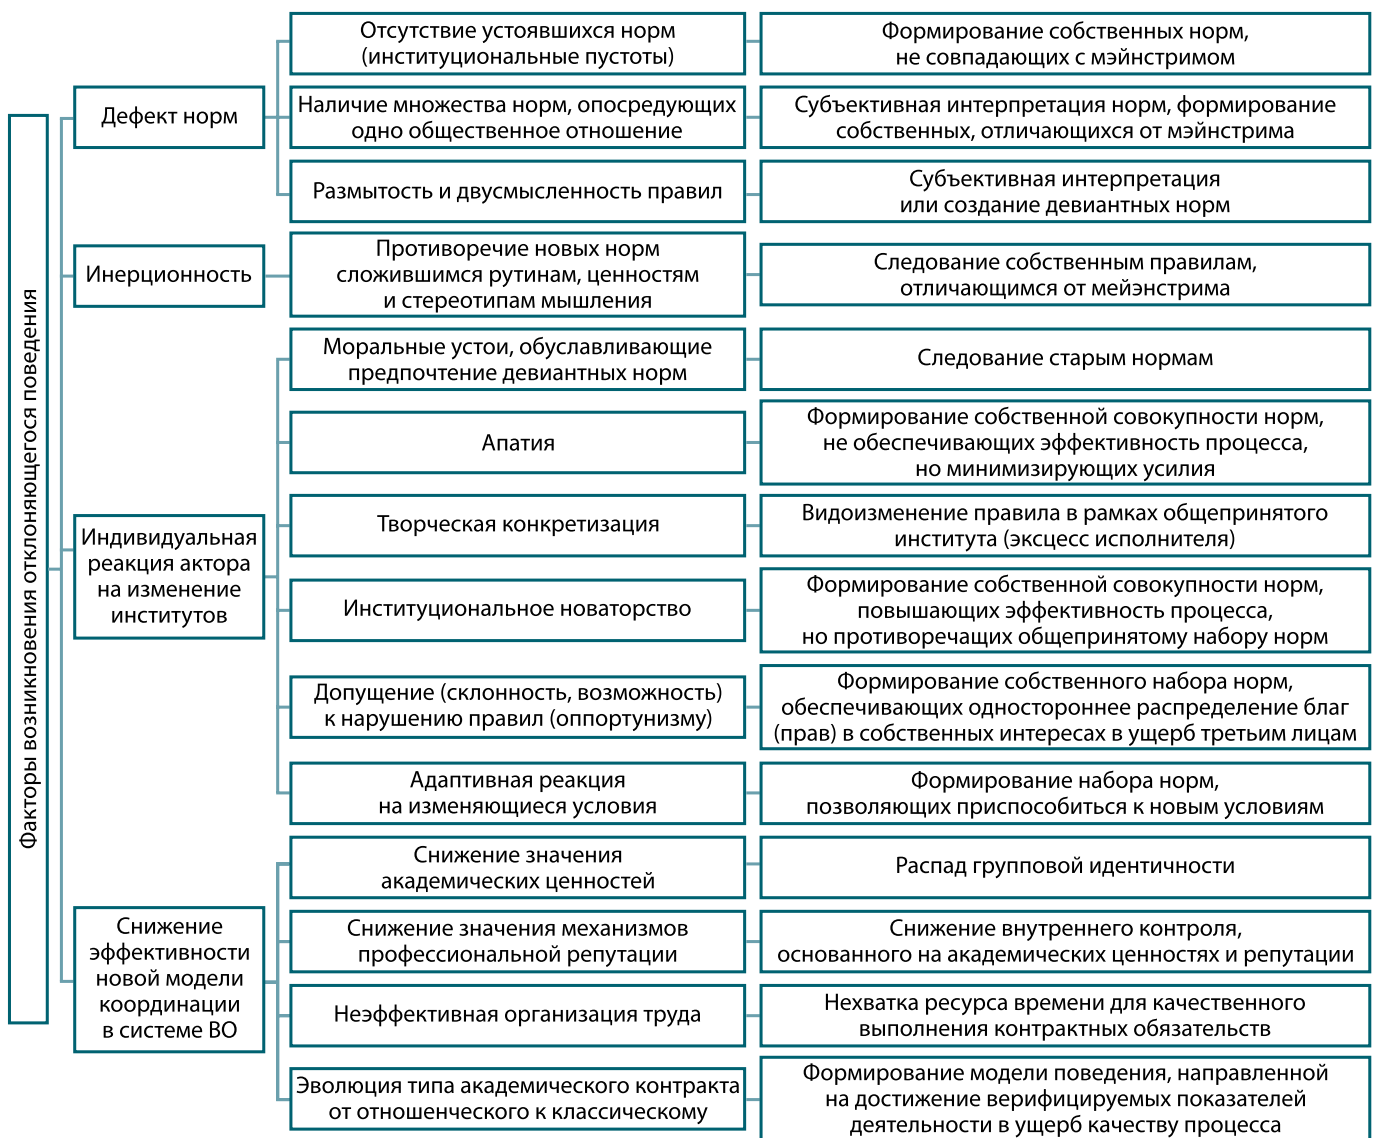 Факторы возникновения отклоняющегося поведения
Дефект норм
Отсутствие устоявшихся норм
(институциональные пустоты)
Формирование собственных норм,
не совпадающих с мэйнстримом
Наличие множества норм, опосредующих
одно общественное отношение
Субъективная интерпретация норм, формирование
собственных, отличающихся от мэйнстрима
Размытость и двусмысленность правил
Субъективная интерпретация
или создание девиантных норм
Инерционность
Противоречие новых норм
сложившимся рутинам, ценностям
и стереотипам мышления
Следование собственным правилам,
отличающимся от мейэнстрима
Индивидуальная
реакция актора
на изменение
институтов
Моральные устои, обуславливающие
предпочтение девиантных норм
Следование старым нормам
Апатия
Формирование собственной совокупности норм,
не обеспечивающих эффективность процесса,
но минимизирующих усилия
Творческая конкретизация
Видоизменение правила в рамках общепринятого
института (эксцесс исполнителя)
Институциональное новаторство
Формирование собственной совокупности норм,
повышающих эффективность процесса,
но противоречащих общепринятому набору норм
Допущение (склонность, возможность)
к нарушению правил (оппортунизму)
Формирование собственного набора норм,
обеспечивающих одностороннее распределение благ
(прав) в собственных интересах в ущерб третьим лицам
Адаптивная реакция
на изменяющиеся условия
Формирование набора норм,
позволяющих приспособиться к новым условиям
Снижение
эффективности
новой модели
координации
в системе ВО
Снижение значения
академических ценностей
Распад групповой идентичности
Снижение значения механизмов
профессиональной репутации
Снижение внутреннего контроля,
основанного на академических ценностях и репутации
Неэффективная организация труда
Нехватка ресурса времени для качественного
выполнения контрактных обязательств
Эволюция типа академического контракта
от отношенческого к классическому
Формирование модели поведения, направленной
на достижение верифицируемых показателей
деятельности в ущерб качеству процесса